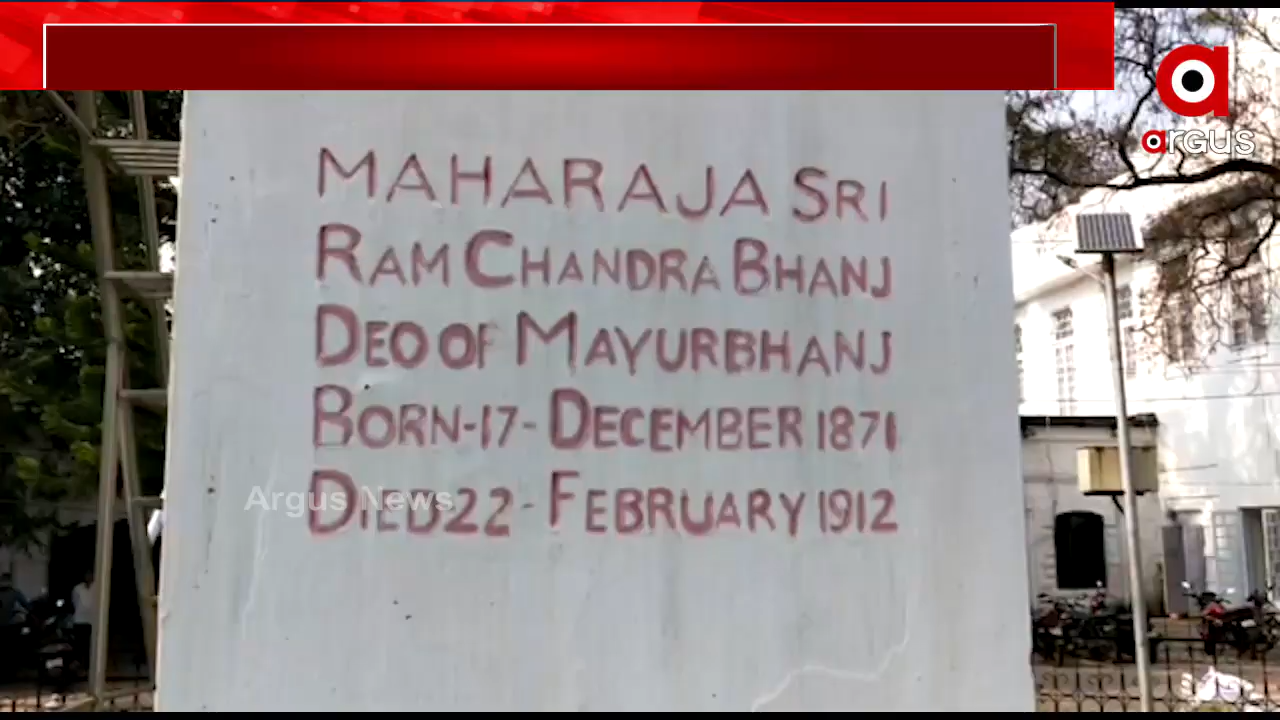 argus
MAHARAJA SRI
RAM CHANDRA BHANJ
DEO OF MAYURBHANJ
BORN-17-DECEMBER 1871
DIED 22-FEBRUARY 1912
Argus News